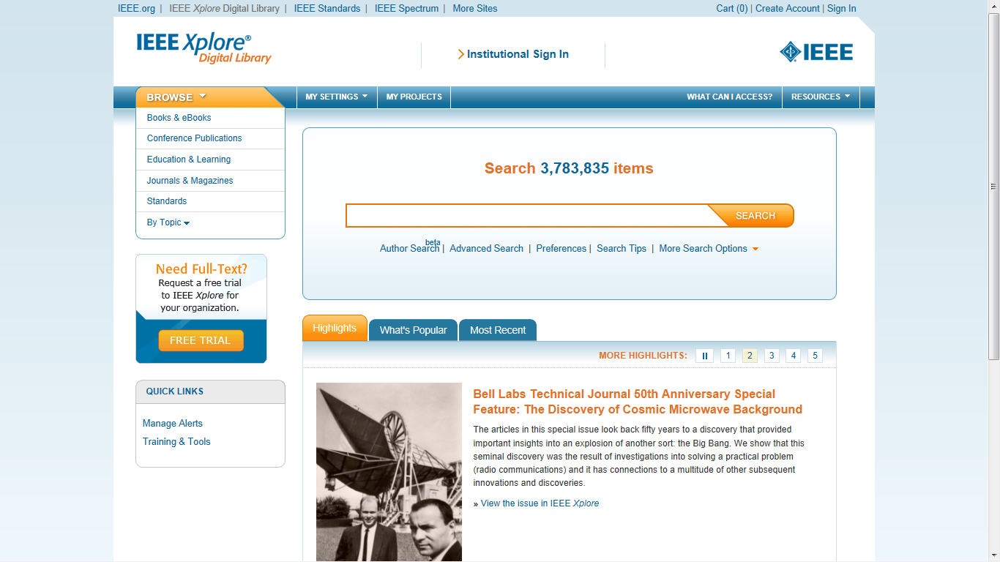 IEEE.org | IEEE Xplore Digital Library | IEEE Standards | IEEE Spectrum | More Sites
Cart (0) | Create Account | Sign In
IEEE Xplore®
Digital Library
Institutional Sign In
IEEE
BROWSE
MY SETTINGS
MY PROJECTS
WHAT CAN I ACCESS?
RESOURCES
Books & eBooks
Conference Publications
Education & Learning
Journals & Magazines
Standards
By Topic
Search 3,783,835 items
SEARCH
beta
Author Search | Advanced Search | Preferences | Search Tips | More Search Options
Need Full-Text?
Request a free trial
to IEEE Xplore for
your organization.
FREE TRIAL
QUICK LINKS
Manage Alerts
Training & Tools
Highlights
What's Popular
Most Recent
MORE HIGHLIGHTS: 1 2 3 4 5
Bell Labs Technical Journal 50th Anniversary Special
Feature: The Discovery of Cosmic Microwave Background
The articles in this special issue look back fifty years to a discovery that provided
important insights into an explosion of another sort: the Big Bang. We show that this
seminal discovery was the result of investigations into solving a practical problem
(radio communications) and it has connections to a multitude of other subsequent
innovations and discoveries.
» View the issue in IEEE Xplore